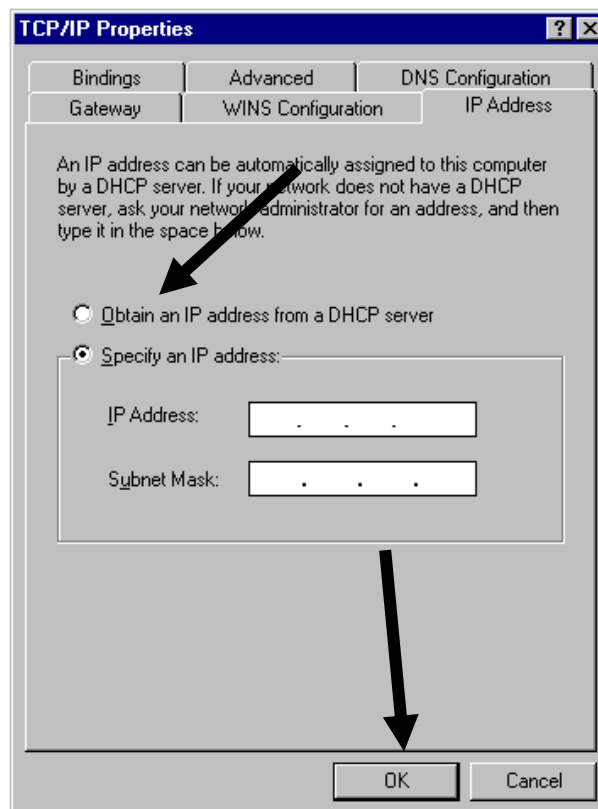 TCP/IP Properties
Bindings Advanced DNS Configuration
Gateway WINS Configuration IP Address
An IP address can be automatically assigned to this computer
by a DHCP server. If your network does not have a DHCP
server, ask your network administrator for an address, and then
type it in the space below.
Obtain an IP address from a DHCP server
Specify an IP address:
IP Address: . . .
Subnet Mask: . . .
OK Cancel